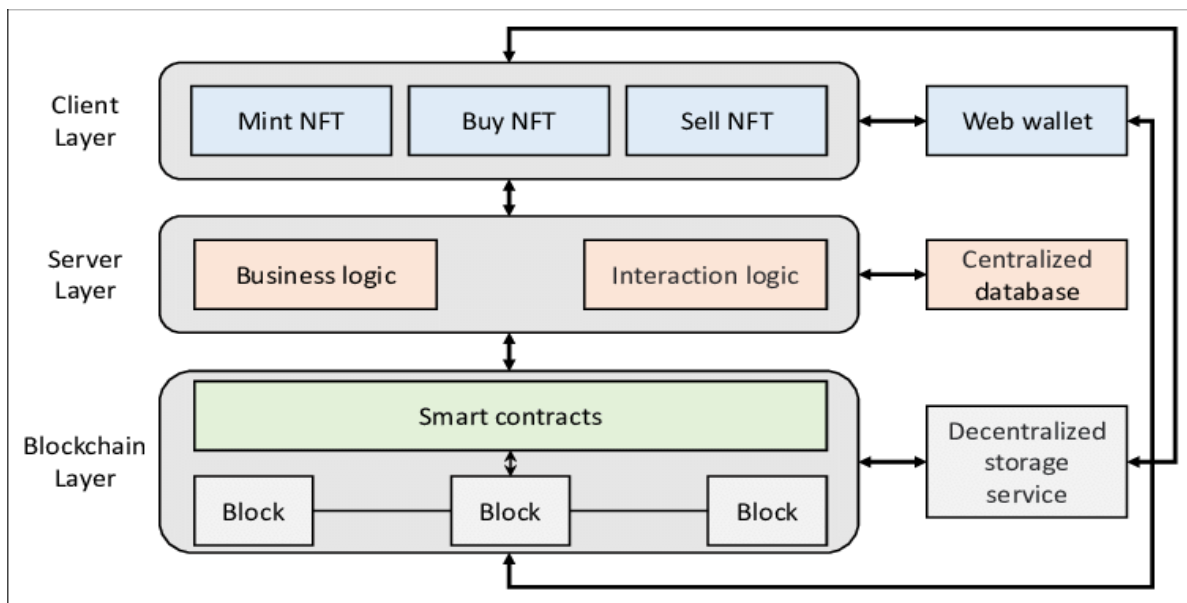 Client
Layer
Mint NFT
Buy NFT
Sell NFT
Web wallet
Server
Layer
Business logic
Interaction logic
Centralized
database
Blockchain
Layer
Smart contracts
Block
Block
Block
Decentralized
storage
service